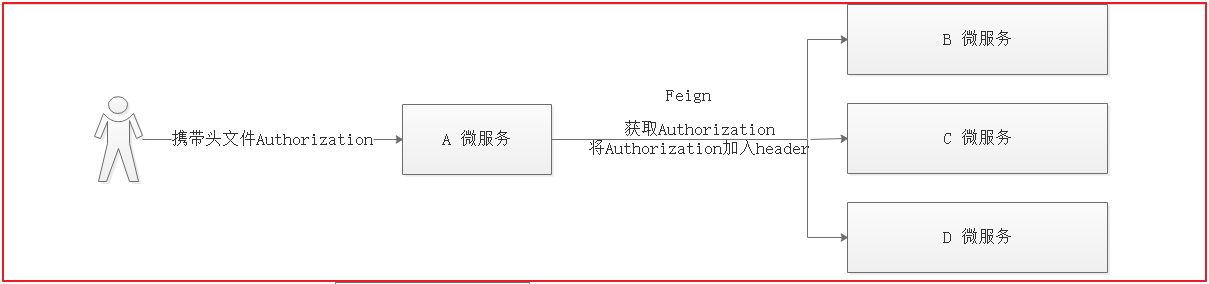 携带头文件Authorization
A 微服务
Feign
获取Authorization
将Authorization加入header
B 微服务
C 微服务
D 微服务